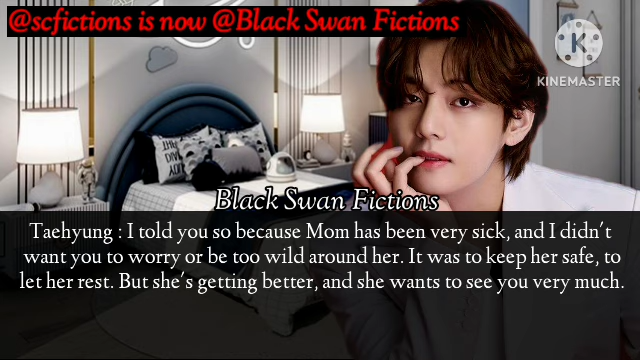 @scfictions is now @Black Swan Fictions
K
KINEMASTER
Black Swan Fictions
Taehyung : I told you so because Mom has been very sick, and I didn't
want you to worry or be too wild around her. It was to keep her safe, to
let her rest. But she's getting better, and she wants to see you very much.